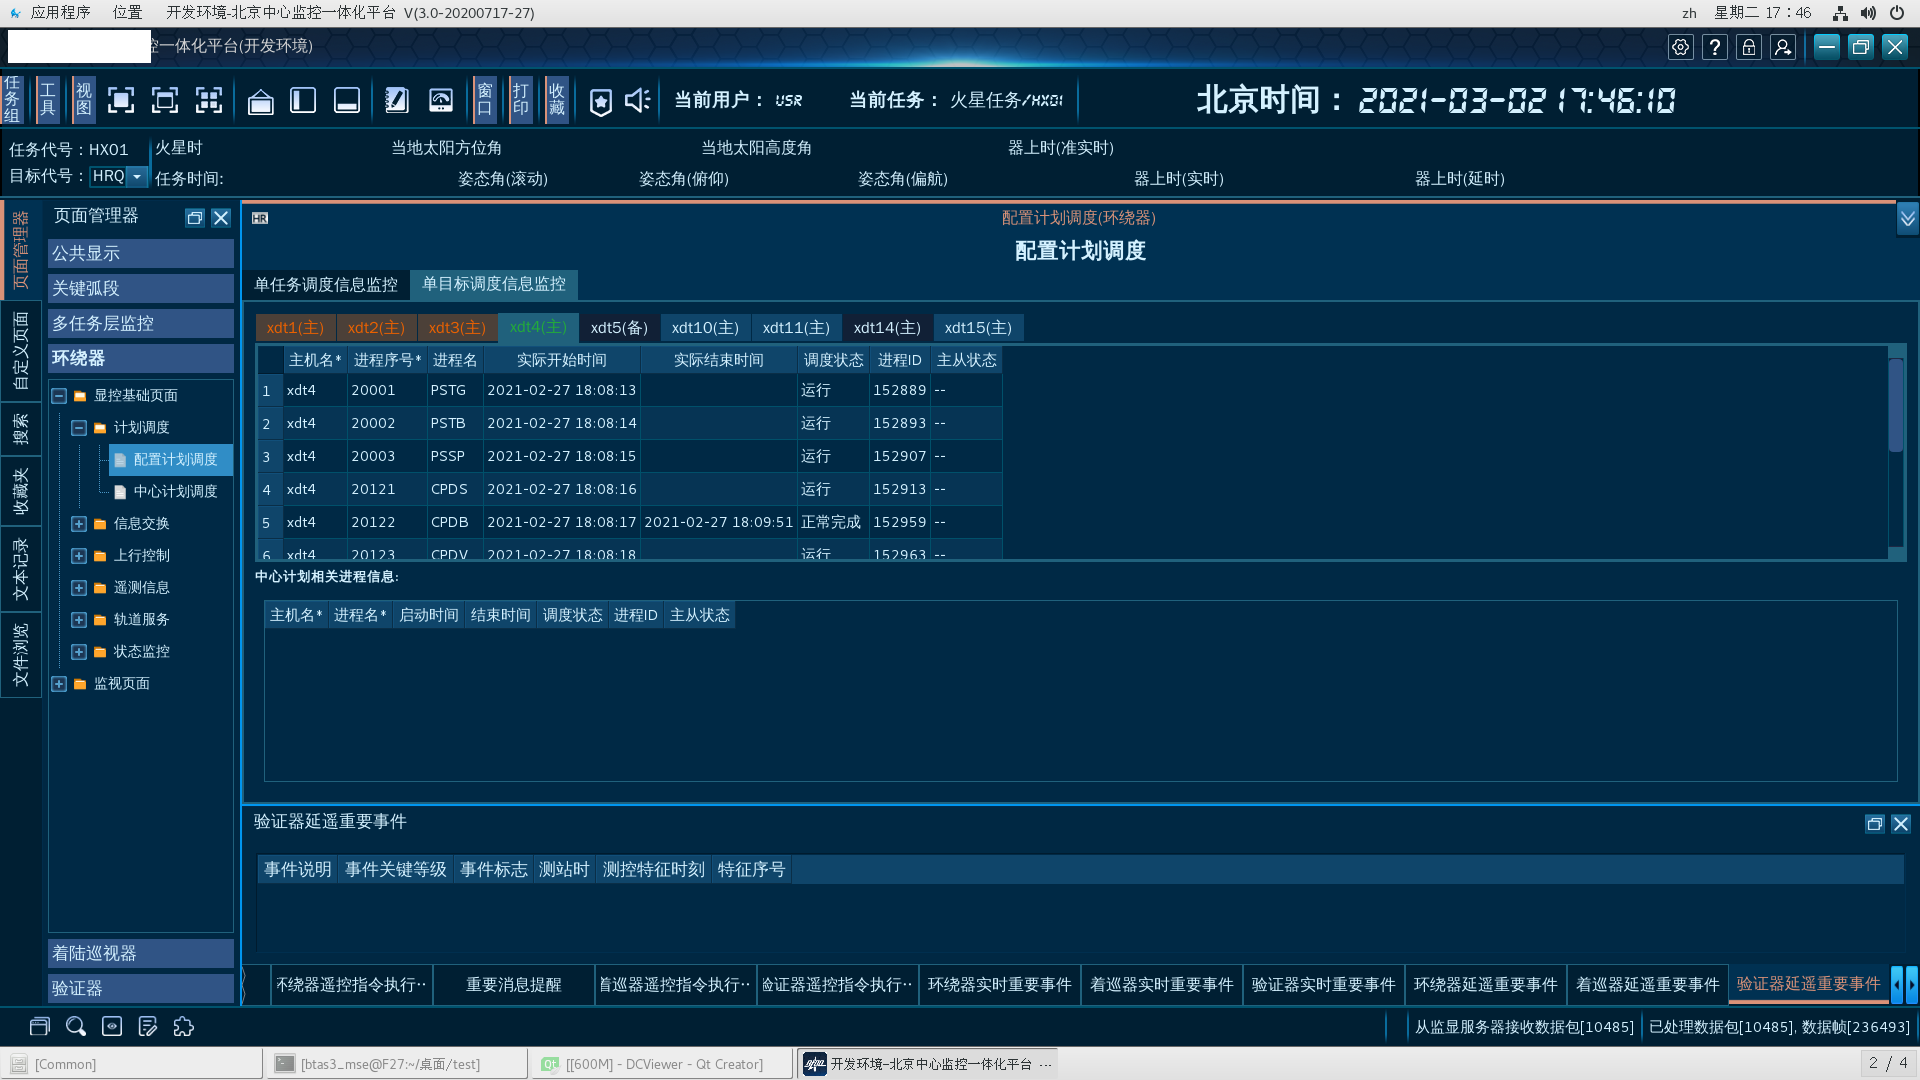 应用程序 位置 开发环境-北京中心监控一体化平台 V(3.0-20200717-27) zh 星期二 17：46
控一体化平台(开发环境)
任务组 工具 视图 窗口 打印 收藏 当前用户： USR 当前任务： 火星任务/HX01 北京时间： 2021-03-02 17:46:10
任务代号：HX01 火星时 当地太阳方位角 当地太阳高度角 器上时(准实时)
目标代号：HRQ 任务时间: 姿态角(滚动) 姿态角(俯仰) 姿态角(偏航) 器上时(实时) 器上时(延时)
页面管理器
自定义页面
搜索
收藏夹
文本记录
文件浏览
页面管理器
公共显示
关键弧段
多任务层监控
环绕器
显控基础页面
计划调度
配置计划调度
中心计划调度
信息交换
上行控制
遥测信息
轨道服务
状态监控
监视页面
着陆巡视器
验证器
HR 配置计划调度(环绕器)
配置计划调度
单任务调度信息监控 单目标调度信息监控
xdt1(主) xdt2(主) xdt3(主) xdt4(主) xdt5(备) xdt10(主) xdt11(主) xdt14(主) xdt15(主)
主机名* 进程序号* 进程名 实际开始时间 实际结束时间 调度状态 进程ID 主从状态
1 xdt4 20001 PSTG 2021-02-27 18:08:13 运行 152889 --
2 xdt4 20002 PSTB 2021-02-27 18:08:14 运行 152893 --
3 xdt4 20003 PSSP 2021-02-27 18:08:15 运行 152907 --
4 xdt4 20121 CPDS 2021-02-27 18:08:16 运行 152913 --
5 xdt4 20122 CPDB 2021-02-27 18:08:17 2021-02-27 18:09:51 正常完成 152959 --
6 xdt4 20123 CPDV 2021-02-27 18:08:18 运行 152963 --
中心计划相关进程信息:
主机名* 进程名* 启动时间 结束时间 调度状态 进程ID 主从状态
验证器延遥重要事件
事件说明 事件关键等级 事件标志 测站时 测控特征时刻 特征序号
环绕器遥控指令执行··· 重要消息提醒 着巡器遥控指令执行··· 验证器遥控指令执行··· 环绕器实时重要事件 着巡器实时重要事件 验证器实时重要事件 环绕器延遥重要事件 着巡器延遥重要事件 验证器延遥重要事件
从监显服务器接收数据包[10485] 已处理数据包[10485], 数据帧[236493]
[Common] [btas3_mse@F27:~/桌面/test] [[600M] - DCViewer - Qt Creator] 开发环境-北京中心监控一体化平台 ··· 2 / 4